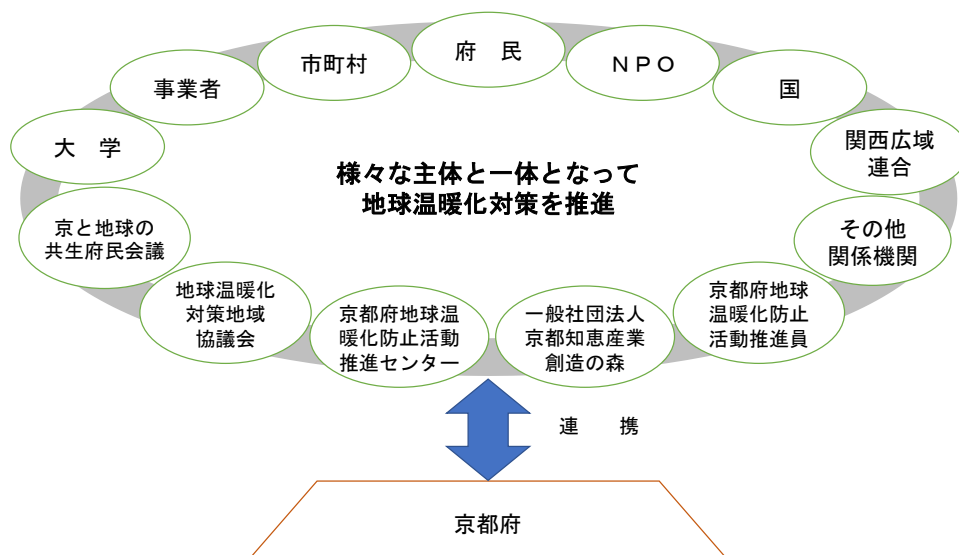 府　民
市町村
ＮＰＯ
事業者
国
大　学
関西広域
連合
様々な主体と一体となって
地球温暖化対策を推進
京と地球の
共生府民会議
その他
関係機関
地球温暖化
対策地域
協議会
京都府地球温
暖化防止活動
推進センター
一般社団法人
京都知恵産業
創造の森
京都府地球
温暖化防止
活動推進員
連　　携
京都府